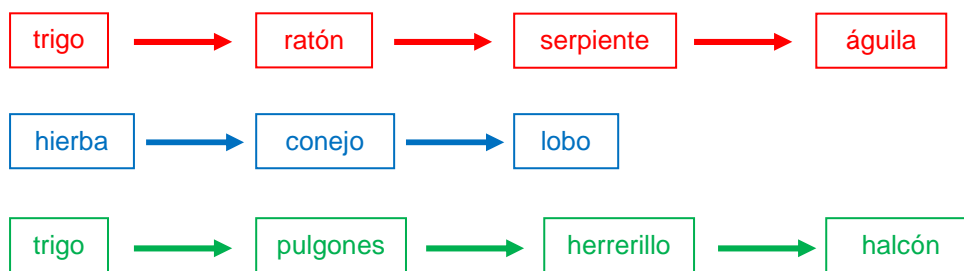 trigo ratón serpiente águila
hierba conejo lobo
trigo pulgones herrerillo halcón